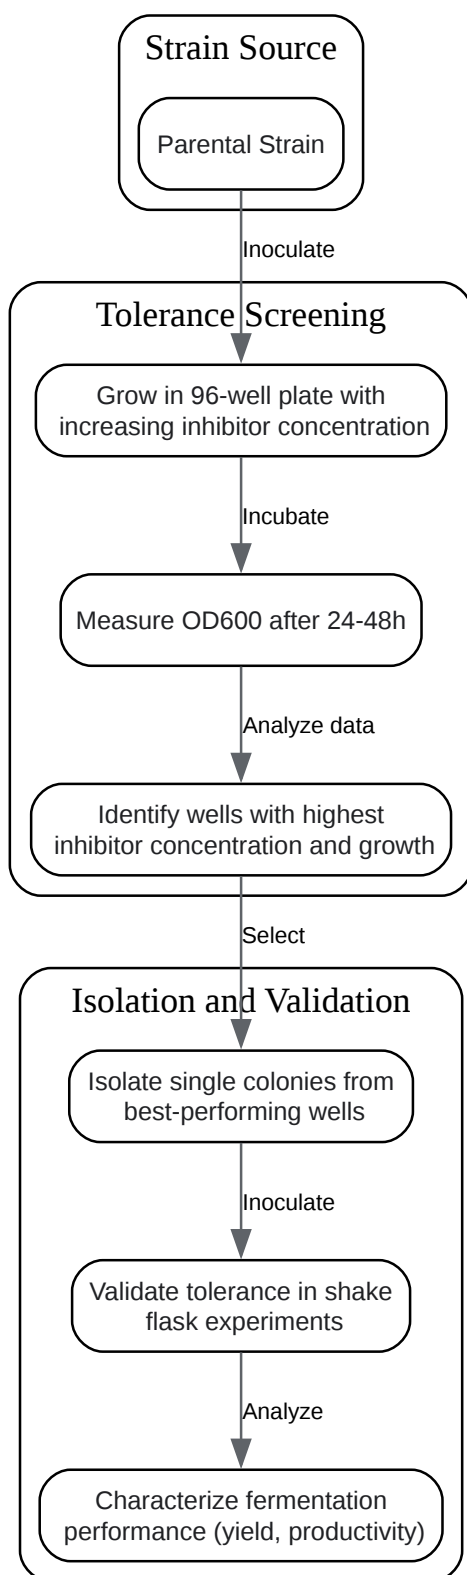 Strain Source
Parental Strain
Inoculate
Tolerance Screening
Grow in 96-well plate with
increasing inhibitor concentration
Incubate
Measure OD600 after 24-48h
Analyze data
Identify wells with highest
inhibitor concentration and growth
Select
Isolation and Validation
Isolate single colonies from
best-performing wells
Inoculate
Validate tolerance in shake
flask experiments
Analyze
Characterize fermentation
performance (yield, productivity)